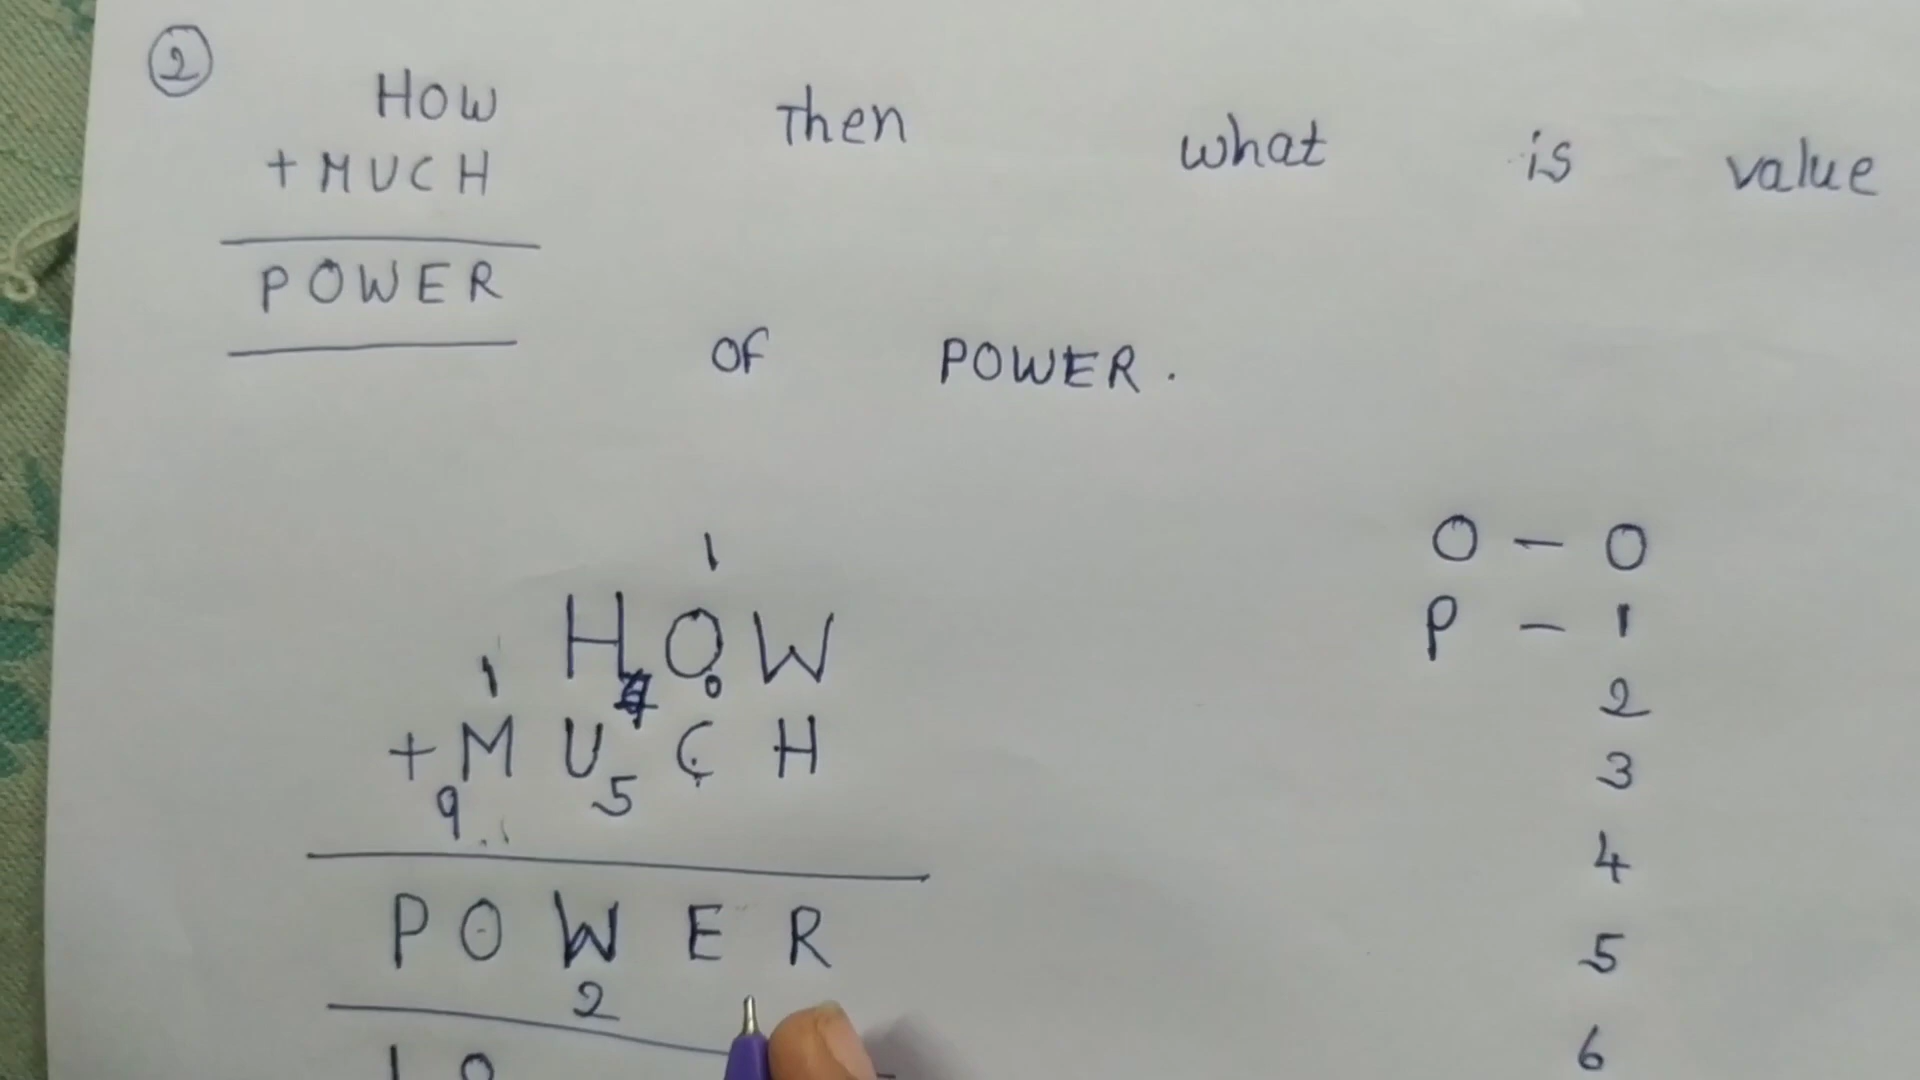 2
HOW Then what is value
+ MUCH
POWER
OF POWER.
1
O - 0
HOW
P - 1
1
0
2
+ MUCH
3
9 5
4
POWER
5
2
6